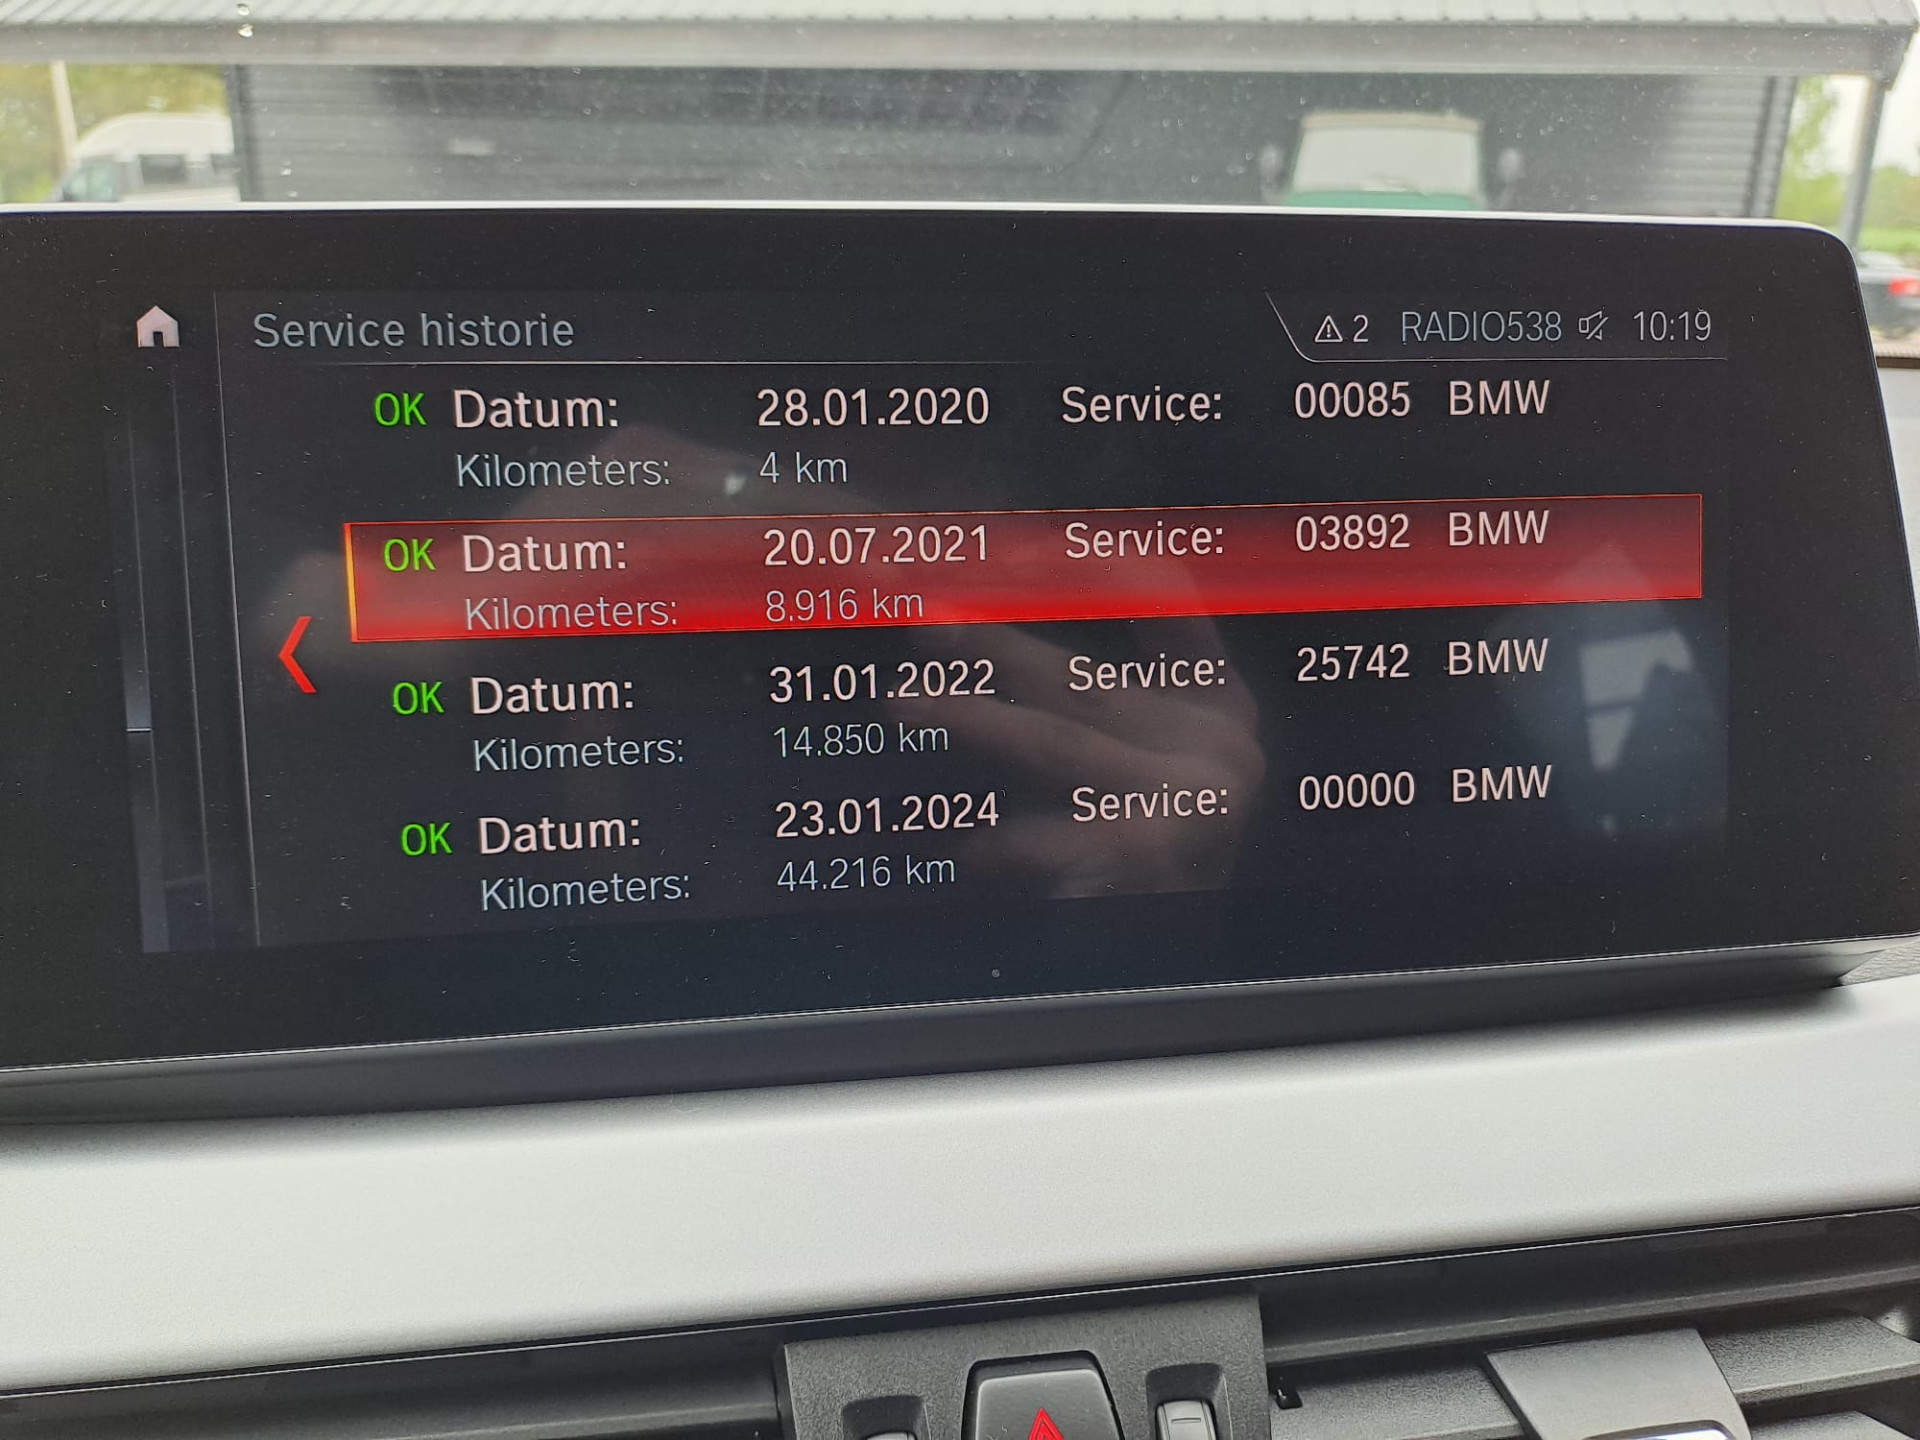 Service historie
2 RADIO538 10:19
OK Datum: 28.01.2020 Service: 00085 BMW
Kilometers: 4 km
OK Datum: 20.07.2021 Service: 03892 BMW
Kilometers: 8.916 km
OK Datum: 31.01.2022 Service: 25742 BMW
Kilometers: 14.850 km
OK Datum: 23.01.2024 Service: 00000 BMW
Kilometers: 44.216 km